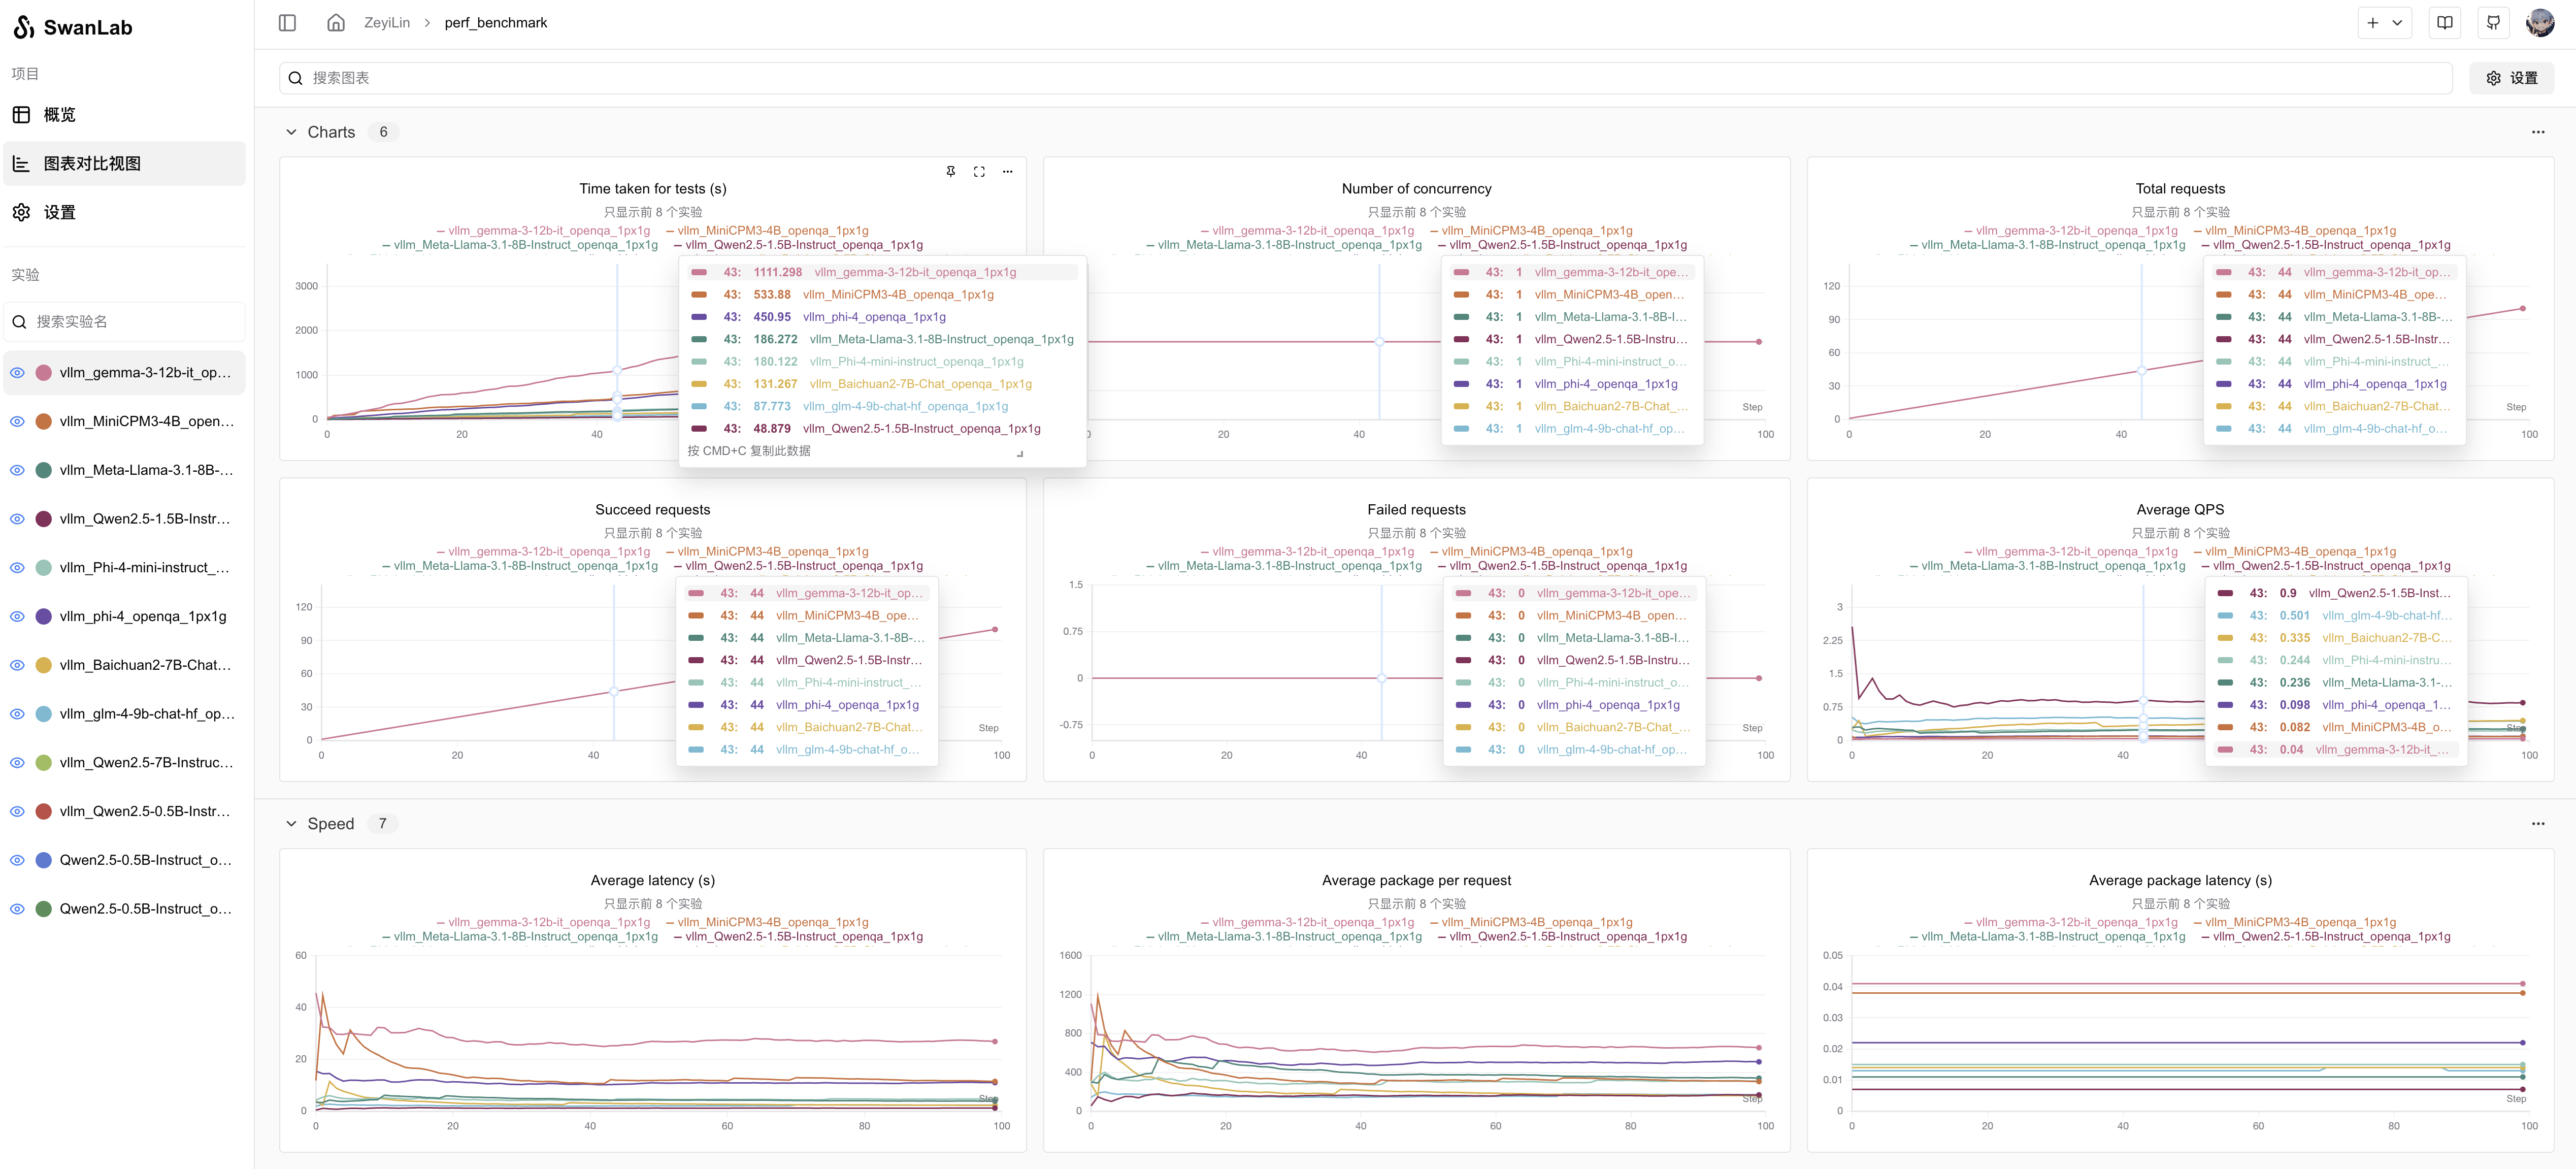 SwanLab
项目
概览
图表对比视图
设置
实验
搜索实验名
vllm_gemma-3-12b-it_op...
vllm_MiniCPM3-4B_open...
vllm_Meta-Llama-3.1-8B-...
vllm_Qwen2.5-1.5B-Instr...
vllm_Phi-4-mini-instruct_...
vllm_phi-4_openqa_1px1g
vllm_Baichuan2-7B-Chat...
vllm_glm-4-9b-chat-hf_op...
vllm_Qwen2.5-7B-Instruc...
vllm_Qwen2.5-0.5B-Instr...
Qwen2.5-0.5B-Instruct_o...
Qwen2.5-0.5B-Instruct_o...
ZeyiLin > perf_benchmark
搜索图表
设置
Charts 6
Time taken for tests (s)
只显示前 8 个实验
vllm_gemma-3-12b-it_openqa_1px1g vllm_MiniCPM3-4B_openqa_1px1g
vllm_Meta-Llama-3.1-8B-Instruct_openqa_1px1g vllm_Qwen2.5-1.5B-Instruct_openqa_1px1g
3000
2000
1000
0
0 20 40
43: 1111.298 vllm_gemma-3-12b-it_openqa_1px1g
43: 533.88 vllm_MiniCPM3-4B_openqa_1px1g
43: 450.95 vllm_phi-4_openqa_1px1g
43: 186.272 vllm_Meta-Llama-3.1-8B-Instruct_openqa_1px1g
43: 180.122 vllm_Phi-4-mini-instruct_openqa_1px1g
43: 131.267 vllm_Baichuan2-7B-Chat_openqa_1px1g
43: 87.773 vllm_glm-4-9b-chat-hf_openqa_1px1g
43: 48.879 vllm_Qwen2.5-1.5B-Instruct_openqa_1px1g
按 CMD+C 复制此数据
Number of concurrency
只显示前 8 个实验
vllm_gemma-3-12b-it_openqa_1px1g vllm_MiniCPM3-4B_openqa_1px1g
vllm_Meta-Llama-3.1-8B-Instruct_openqa_1px1g vllm_Qwen2.5-1.5B-Instruct_openqa_1px1g
43: 1 vllm_gemma-3-12b-it_ope...
43: 1 vllm_MiniCPM3-4B_open...
43: 1 vllm_Meta-Llama-3.1-8B-I...
43: 1 vllm_Qwen2.5-1.5B-Instru...
43: 1 vllm_Phi-4-mini-instruct_o...
43: 1 vllm_phi-4_openqa_1px1g
43: 1 vllm_Baichuan2-7B-Chat_...
43: 1 vllm_glm-4-9b-chat-hf_op...
Step
0 20 40 100
Total requests
只显示前 8 个实验
vllm_gemma-3-12b-it_openqa_1px1g vllm_MiniCPM3-4B_openqa_1px1g
vllm_Meta-Llama-3.1-8B-Instruct_openqa_1px1g vllm_Qwen2.5-1.5B-Instruct_openqa_1px1g
120
90
60
30
0
43: 44 vllm_gemma-3-12b-it_op...
43: 44 vllm_MiniCPM3-4B_ope...
43: 44 vllm_Meta-Llama-3.1-8B-...
43: 44 vllm_Qwen2.5-1.5B-Instr...
43: 44 vllm_Phi-4-mini-instruct_...
43: 44 vllm_phi-4_openqa_1px1g
43: 44 vllm_Baichuan2-7B-Chat...
43: 44 vllm_glm-4-9b-chat-hf_o...
Step
0 20 40 100
Succeed requests
只显示前 8 个实验
vllm_gemma-3-12b-it_openqa_1px1g vllm_MiniCPM3-4B_openqa_1px1g
vllm_Meta-Llama-3.1-8B-Instruct_openqa_1px1g vllm_Qwen2.5-1.5B-Instruct_openqa_1px1g
120
90
60
30
0
43: 44 vllm_gemma-3-12b-it_op...
43: 44 vllm_MiniCPM3-4B_ope...
43: 44 vllm_Meta-Llama-3.1-8B-...
43: 44 vllm_Qwen2.5-1.5B-Instr...
43: 44 vllm_Phi-4-mini-instruct_...
43: 44 vllm_phi-4_openqa_1px1g
43: 44 vllm_Baichuan2-7B-Chat...
43: 44 vllm_glm-4-9b-chat-hf_o...
Step
0 20 40 100
Failed requests
只显示前 8 个实验
vllm_gemma-3-12b-it_openqa_1px1g vllm_MiniCPM3-4B_openqa_1px1g
vllm_Meta-Llama-3.1-8B-Instruct_openqa_1px1g vllm_Qwen2.5-1.5B-Instruct_openqa_1px1g
1.5
0.75
0
-0.75
43: 0 vllm_gemma-3-12b-it_ope...
43: 0 vllm_MiniCPM3-4B_open...
43: 0 vllm_Meta-Llama-3.1-8B-I...
43: 0 vllm_Qwen2.5-1.5B-Instru...
43: 0 vllm_Phi-4-mini-instruct_o...
43: 0 vllm_phi-4_openqa_1px1g
43: 0 vllm_Baichuan2-7B-Chat_...
43: 0 vllm_glm-4-9b-chat-hf_op...
Step
0 20 40 100
Average QPS
只显示前 8 个实验
vllm_gemma-3-12b-it_openqa_1px1g vllm_MiniCPM3-4B_openqa_1px1g
vllm_Meta-Llama-3.1-8B-Instruct_openqa_1px1g vllm_Qwen2.5-1.5B-Instruct_openqa_1px1g
3
2.25
1.5
0.75
0
43: 0.9 vllm_Qwen2.5-1.5B-Inst...
43: 0.501 vllm_glm-4-9b-chat-hf...
43: 0.335 vllm_Baichuan2-7B-C...
43: 0.244 vllm_Phi-4-mini-instru...
43: 0.236 vllm_Meta-Llama-3.1-...
43: 0.098 vllm_phi-4_openqa_1...
43: 0.082 vllm_MiniCPM3-4B_o...
43: 0.04 vllm_gemma-3-12b-it_...
Step
0 20 40 100
Speed 7
Average latency (s)
只显示前 8 个实验
vllm_gemma-3-12b-it_openqa_1px1g vllm_MiniCPM3-4B_openqa_1px1g
vllm_Meta-Llama-3.1-8B-Instruct_openqa_1px1g vllm_Qwen2.5-1.5B-Instruct_openqa_1px1g
60
40
20
0
Step
0 20 40 60 80 100
Average package per request
只显示前 8 个实验
vllm_gemma-3-12b-it_openqa_1px1g vllm_MiniCPM3-4B_openqa_1px1g
vllm_Meta-Llama-3.1-8B-Instruct_openqa_1px1g vllm_Qwen2.5-1.5B-Instruct_openqa_1px1g
1600
1200
800
400
0
Step
0 20 40 60 80 100
Average package latency (s)
只显示前 8 个实验
vllm_gemma-3-12b-it_openqa_1px1g vllm_MiniCPM3-4B_openqa_1px1g
vllm_Meta-Llama-3.1-8B-Instruct_openqa_1px1g vllm_Qwen2.5-1.5B-Instruct_openqa_1px1g
0.05
0.04
0.03
0.02
0.01
0
Step
0 20 40 60 80 100